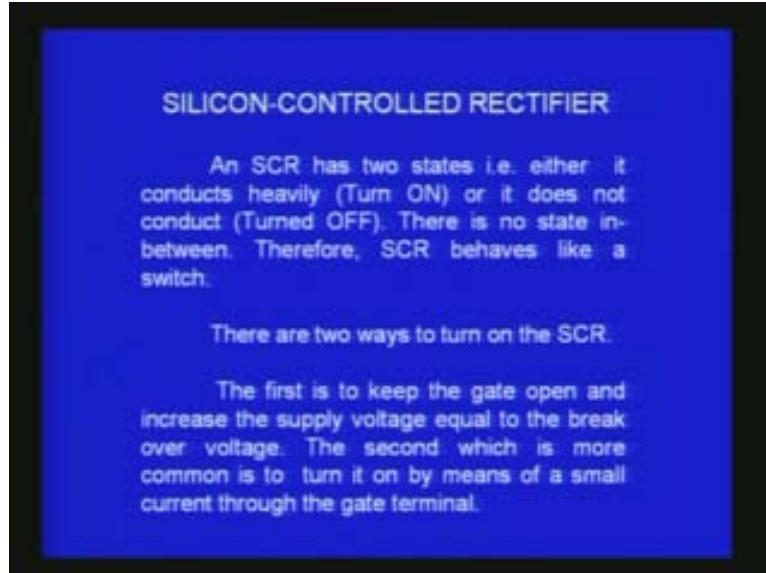 SILICON-CONTROLLED RECTIFIER
An SCR has two states i.e. either it
conducts heavily (Turn ON) or it does not
conduct (Turned OFF). There is no state in-
between. Therefore, SCR behaves like a
switch.
There are two ways to turn on the SCR.
The first is to keep the gate open and
increase the supply voltage equal to the break
over voltage. The second which is more
common is to turn it on by means of a small
current through the gate terminal.